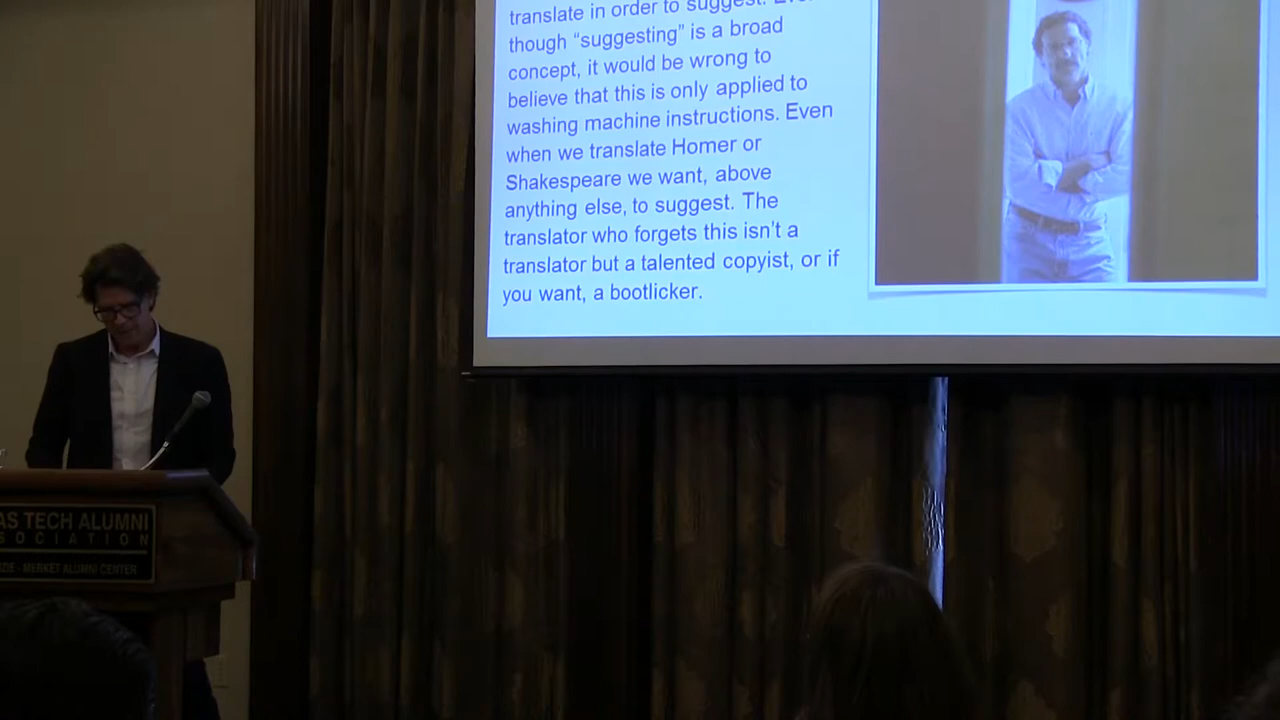 translate in order to suggest.
though “suggesting” is a broad
concept, it would be wrong to
believe that this is only applied to
washing machine instructions. Even
when we translate Homer or
Shakespeare we want, above
anything else, to suggest. The
translator who forgets this isn’t a
translator but a talented copyist, or if
you want, a bootlicker.
AS TECH ALUMNI
SOCIATION
MERKET ALUMNI CENTER